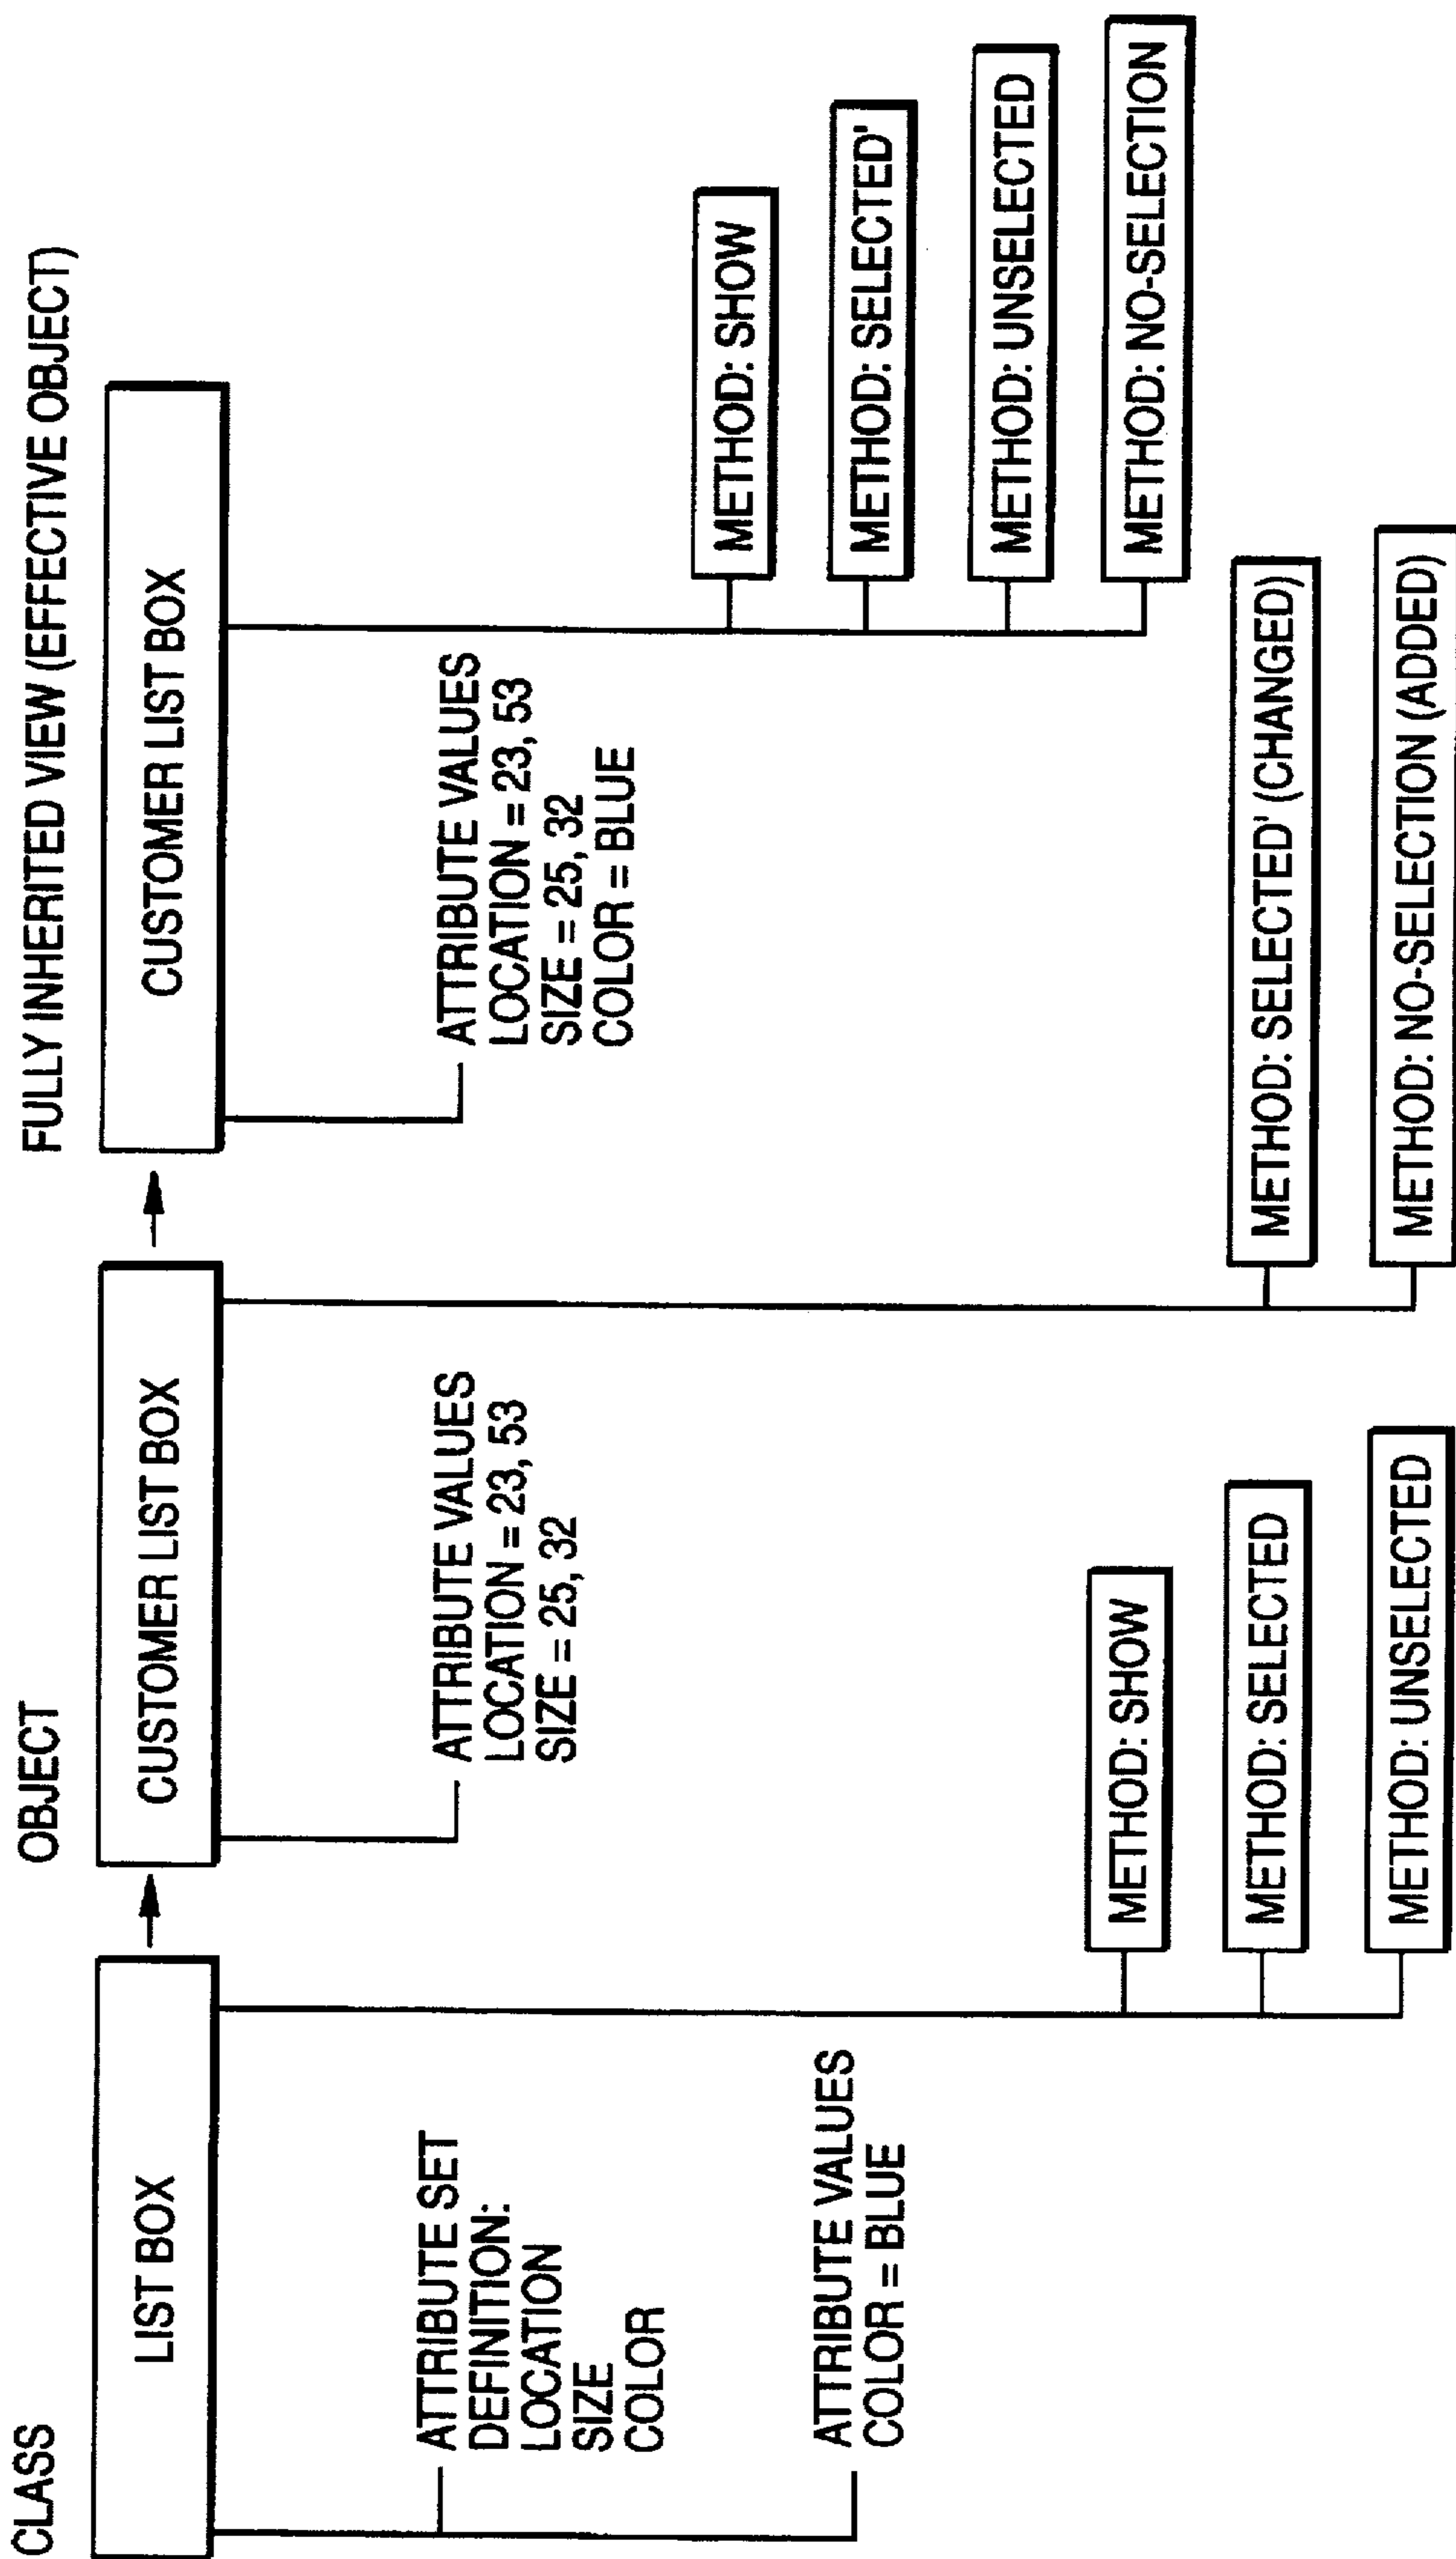 CLASS
LIST BOX
ATTRIBUTE SET
DEFINITION:
LOCATION
SIZE
COLOR
ATTRIBUTE VALUES
COLOR = BLUE
METHOD: SHOW
METHOD: SELECTED
METHOD: UNSELECTED
OBJECT
CUSTOMER LIST BOX
ATTRIBUTE VALUES
LOCATION = 23, 53
SIZE = 25, 32
METHOD: SELECTED' (CHANGED)
METHOD: NO-SELECTION (ADDED)
FULLY INHERITED VIEW (EFFECTIVE OBJECT)
CUSTOMER LIST BOX
ATTRIBUTE VALUES
LOCATION = 23, 53
SIZE = 25, 32
COLOR = BLUE
METHOD: SHOW
METHOD: SELECTED'
METHOD: UNSELECTED
METHOD: NO-SELECTION